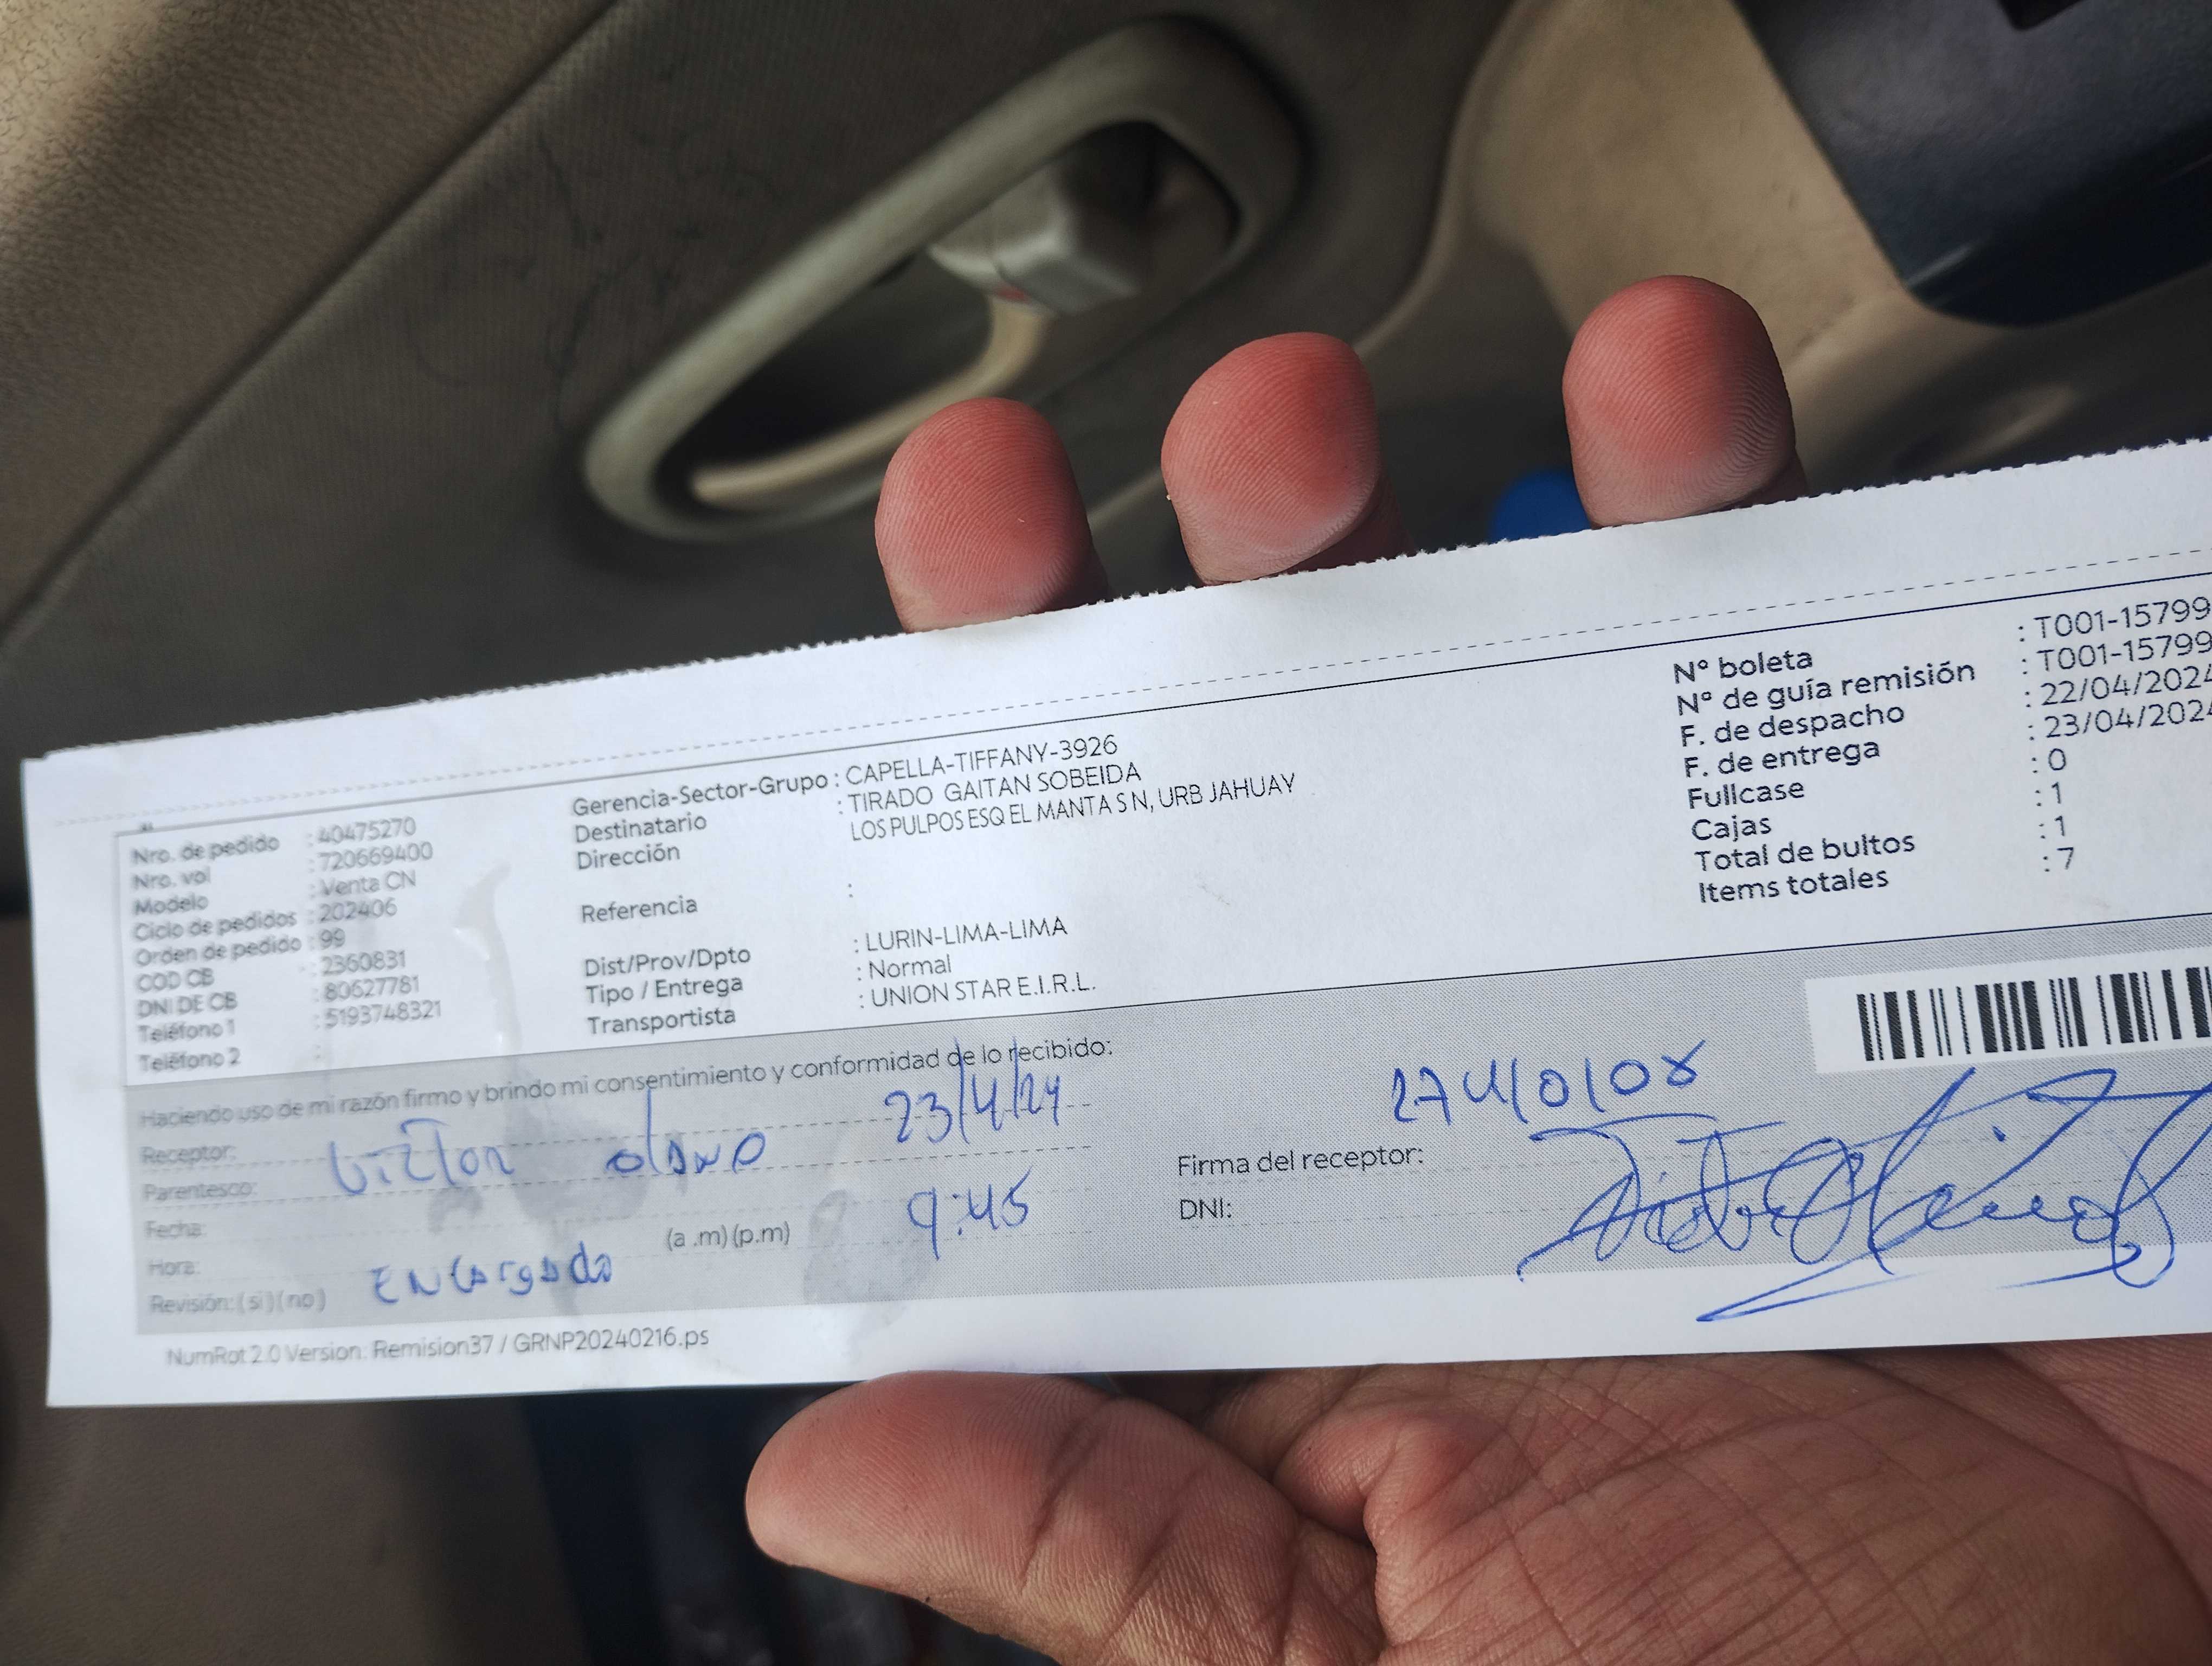 Nro. de pedido : 40475270
Nro. vol : 720669400
Modelo : Venta CN
Ciclo de pedidos : 202406
Orden de pedido : 99
COD CB : 2360831
DNI DE CB : 80627781
Teléfono 1 : 5193748321
Teléfono 2 :
Gerencia-Sector-Grupo : CAPELLA-TIFFANY-3926
Destinatario : TIRADO GAITAN SOBEIDA
Dirección LOS PULPOS ESQ EL MANTA S N, URB JAHUAY
Referencia :
Dist/Prov/Dpto : LURIN-LIMA-LIMA
Tipo / Entrega : Normal
Transportista : UNION STAR E.I.R.L.
N° boleta : T001-15799
N° de guía remisión : T001-15799
F. de despacho : 22/04/2024
F. de entrega : 23/04/2024
Fullcase : 0
Cajas : 1
Total de bultos : 1
Items totales : 7
Haciendo uso de mi razón firmo y brindo mi consentimiento y conformidad de lo recibido:
Receptor: 23/4/24
Parentesco: Victor olano
Fecha:
Hora: (a .m) (p.m) 9:45
Revisión: ( si ) ( no ) Encargado
Firma del receptor:
DNI:
NumRot 2.0 Version: Remision37 / GRNP20240216.ps